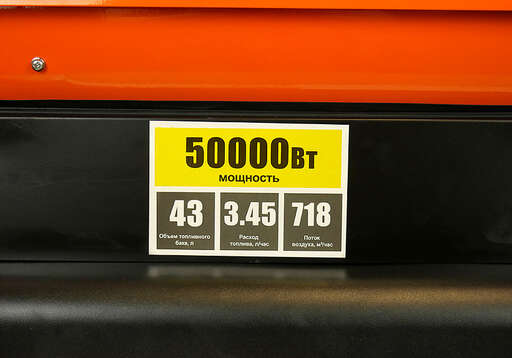 50000Вт
мощность
43
Объем топливного
бака, л
3.45
Расход
топлива, л/час
718
Поток
воздуха, м³/час